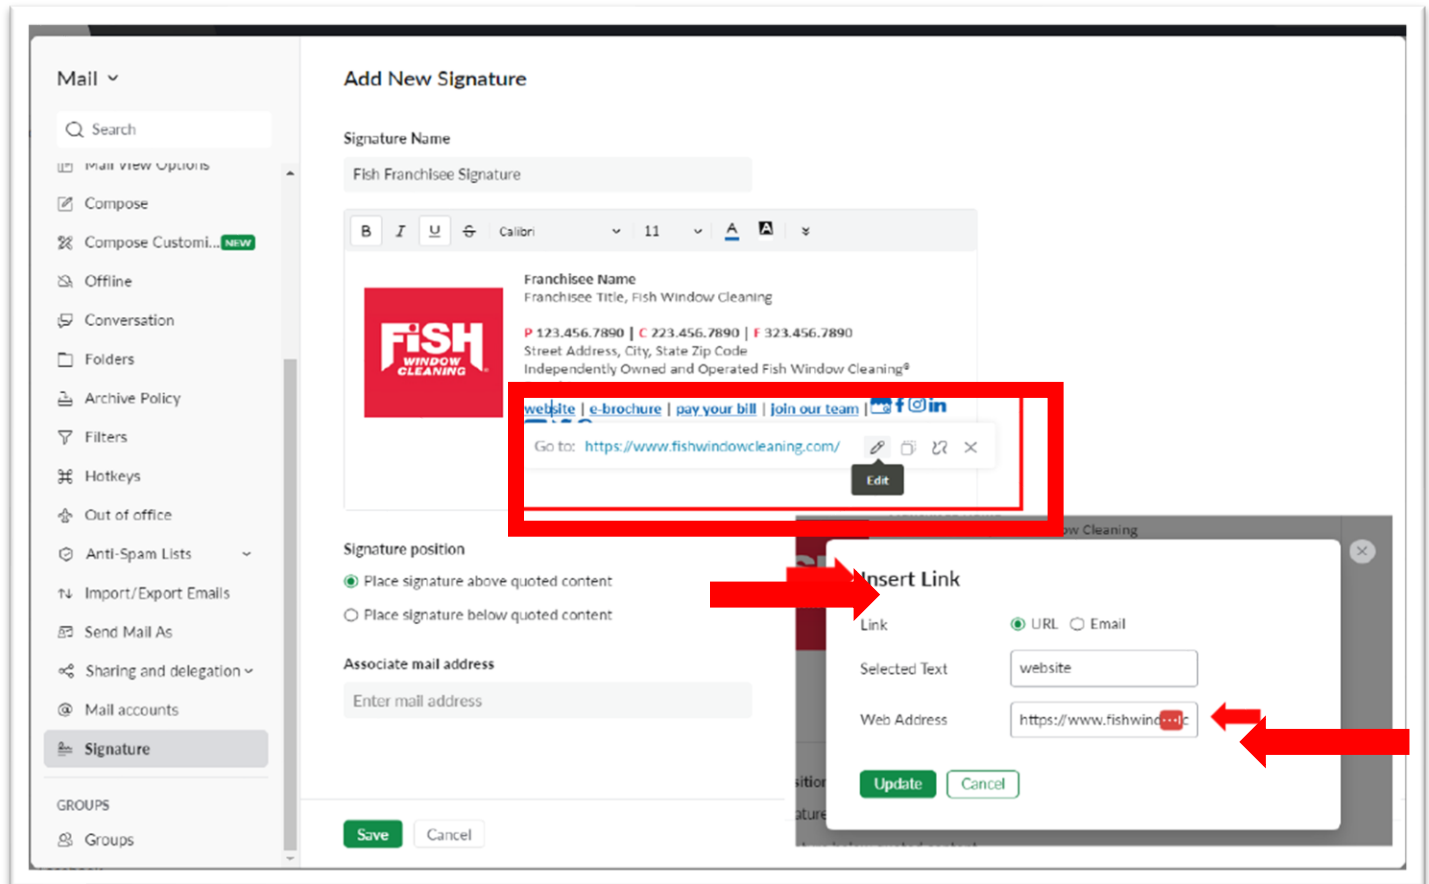 Mail
Add New Signature
Search
Signature Name
Mail View Options
Fish Franchisee Signature
Compose
Compose Customi... NEW
Offline
Conversation
Folders
Archive Policy
Filters
Hotkeys
Out of office
Anti-Spam Lists
Import/Export Emails
Send Mail As
Sharing and delegation
Mail accounts
Signature
GROUPS
Groups
B I U S Calibri 11 A A
FiSH
WINDOW
CLEANING
Franchisee Name
Franchisee Title, Fish Window Cleaning
P 123.456.7890 | C 223.456.7890 | F 323.456.7890
Street Address, City, State Zip Code
Independently Owned and Operated Fish Window Cleaning®
website | e-brochure | pay your bill | join our team |
Go to: https://www.fishwindowcleaning.com/
Edit
Signature position
Place signature above quoted content
Place signature below quoted content
Associate mail address
Enter mail address
Save Cancel
Cleaning
Insert Link
Link URL Email
Selected Text website
Web Address https://www.fishwind
Update Cancel